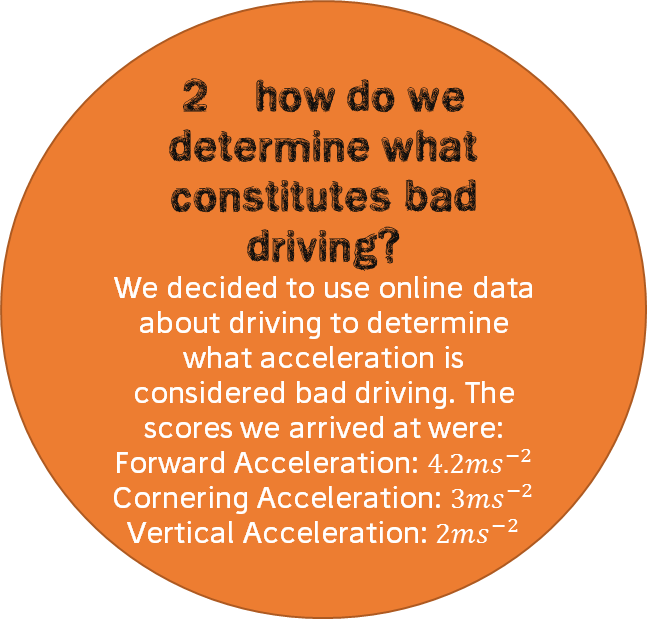 2 how do we
determine what
constitutes bad
driving?
We decided to use online data
about driving to determine
what acceleration is
considered bad driving. The
scores we arrived at were:
Forward Acceleration: 4.2ms⁻²
Cornering Acceleration: 3ms⁻²
Vertical Acceleration: 2ms⁻²